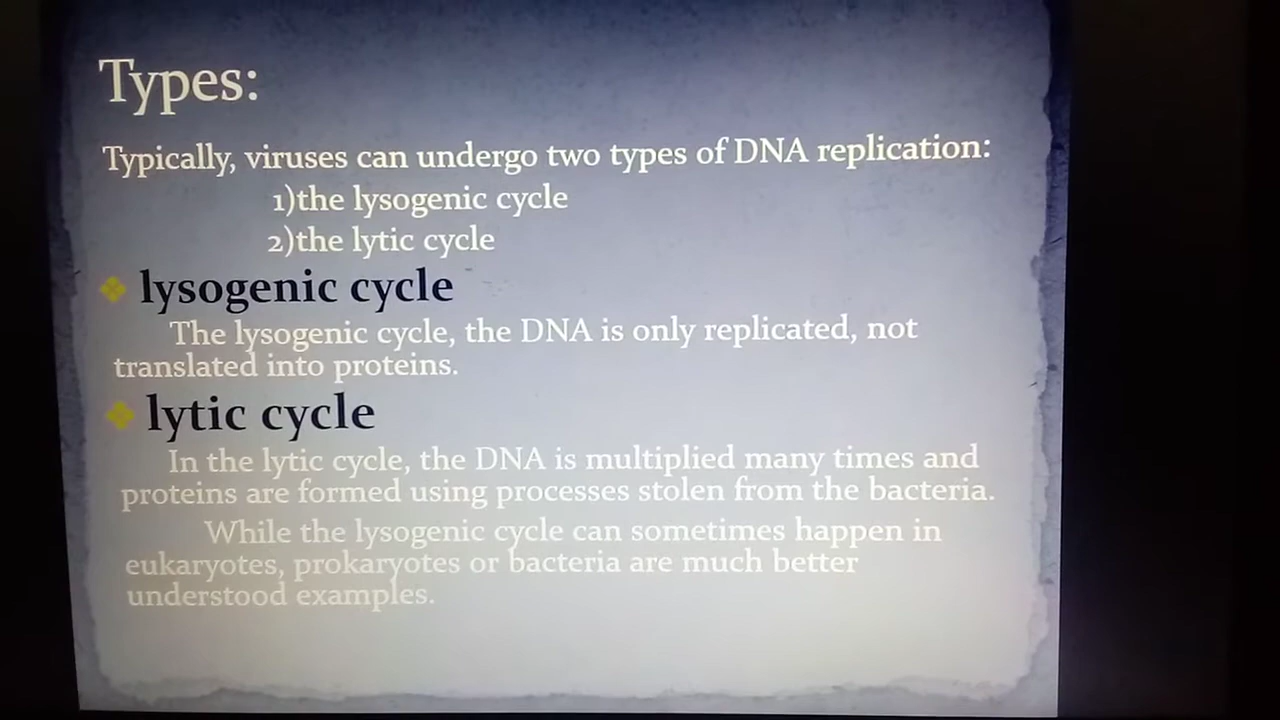 Types:
Typically, viruses can undergo two types of DNA replication:
1)the lysogenic cycle
2)the lytic cycle
lysogenic cycle
The lysogenic cycle, the DNA is only replicated, not
translated into proteins.
lytic cycle
In the lytic cycle, the DNA is multiplied many times and
proteins are formed using processes stolen from the bacteria.
While the lysogenic cycle can sometimes happen in
eukaryotes, prokaryotes or bacteria are much better
understood examples.